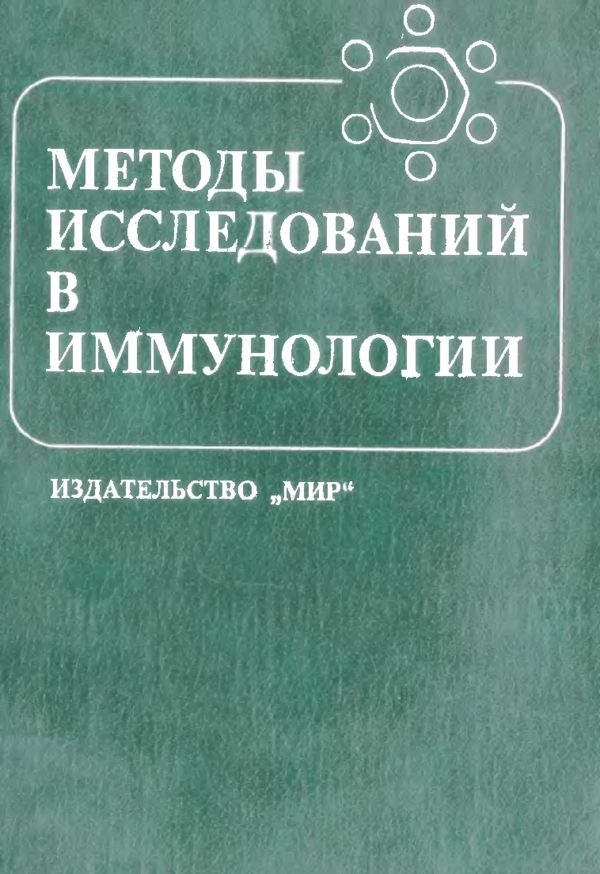 МЕТОДЫ
ИССЛЕДОВАНИЙ
В
ИММУНОЛОГИИ
ИЗДАТЕЛЬСТВО „МИР“